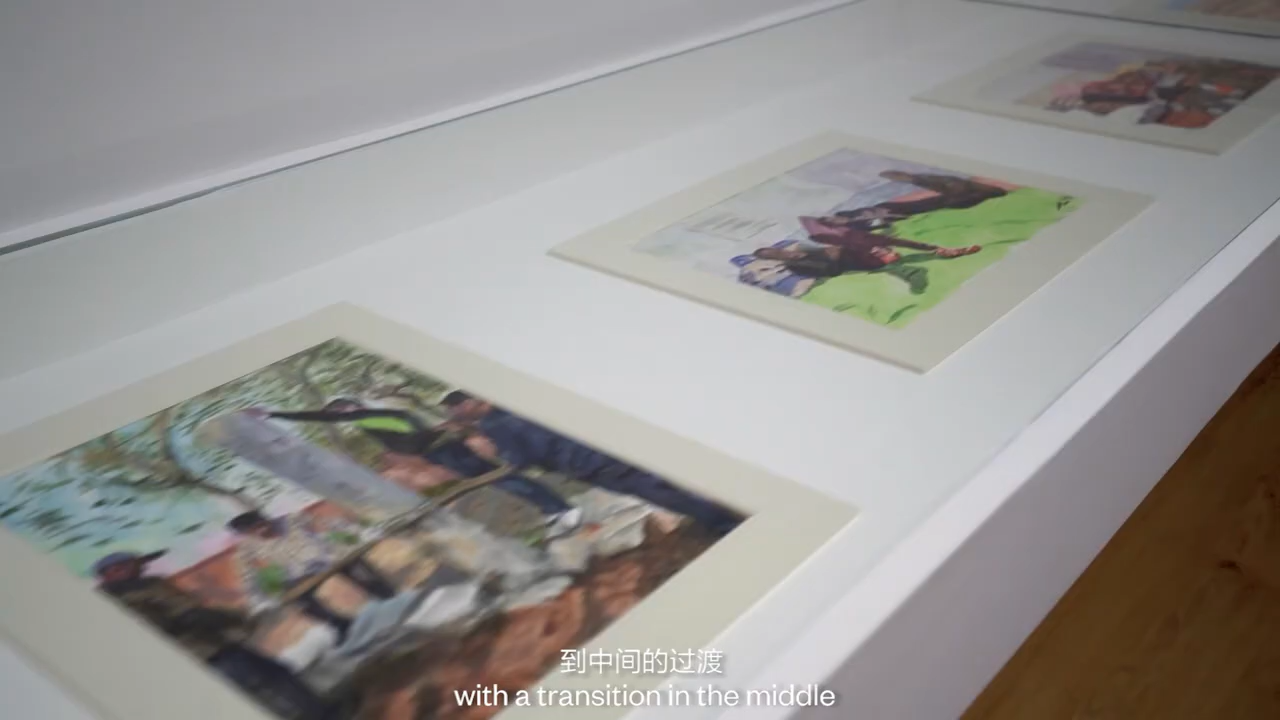 到中间的过渡
with a transition in the middle